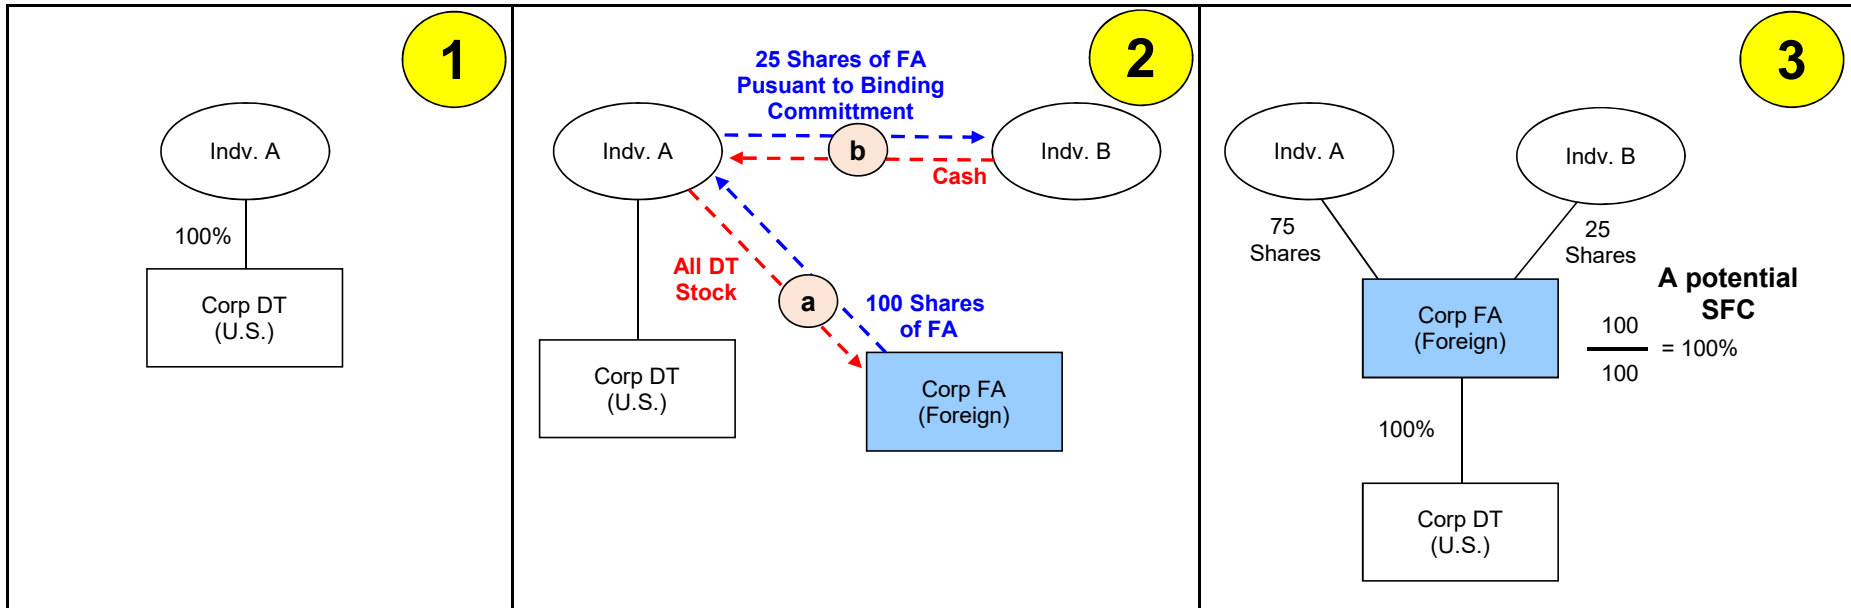 1
Indv. A
100%
Corp DT
(U.S.)
2
25 Shares of FA
Pusuant to Binding
Committment
Indv. A
b
Indv. B
Cash
All DT
Stock
a
100 Shares
of FA
Corp DT
(U.S.)
Corp FA
(Foreign)
3
Indv. A
Indv. B
75
Shares
25
Shares
A potential
SFC
Corp FA
(Foreign)
100
100
= 100%
100%
Corp DT
(U.S.)